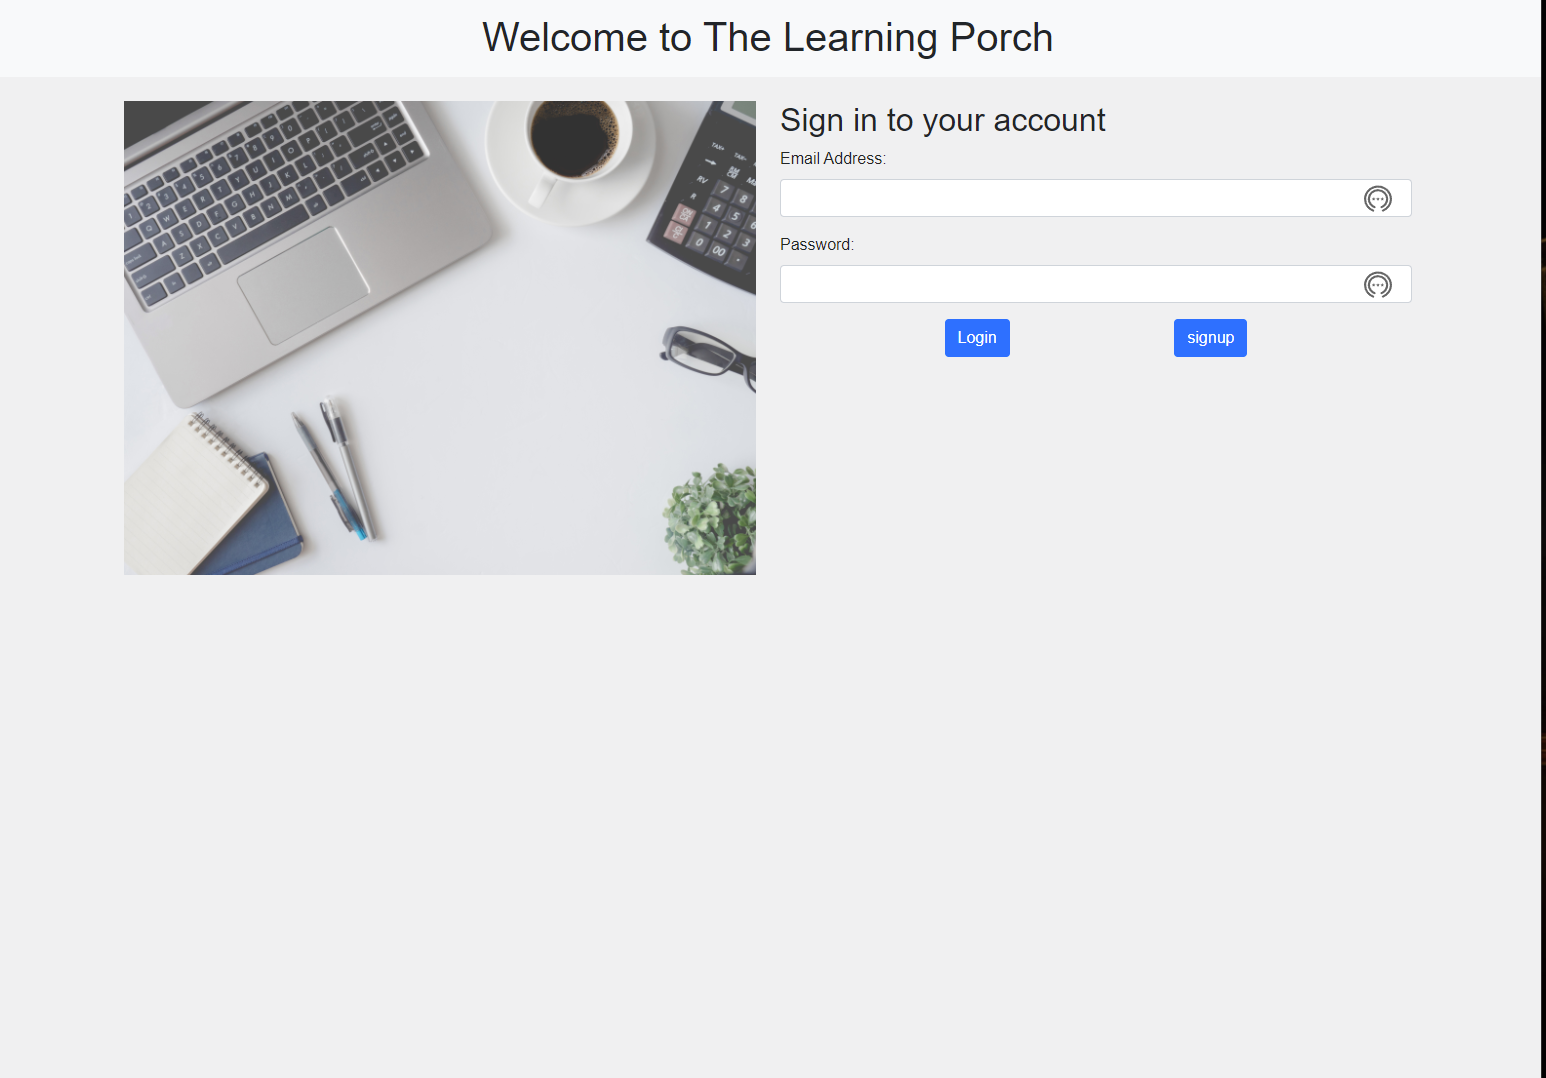 Welcome to The Learning Porch
Sign in to your account
Email Address:
Password:
Login
signup